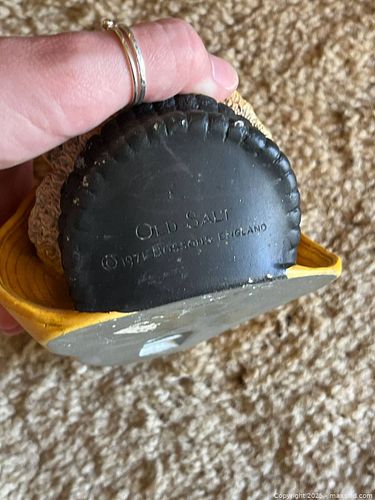 OLD SALT
© 1971 BOSSONS ENGLAND
Copyright 2025 - maxsold.com